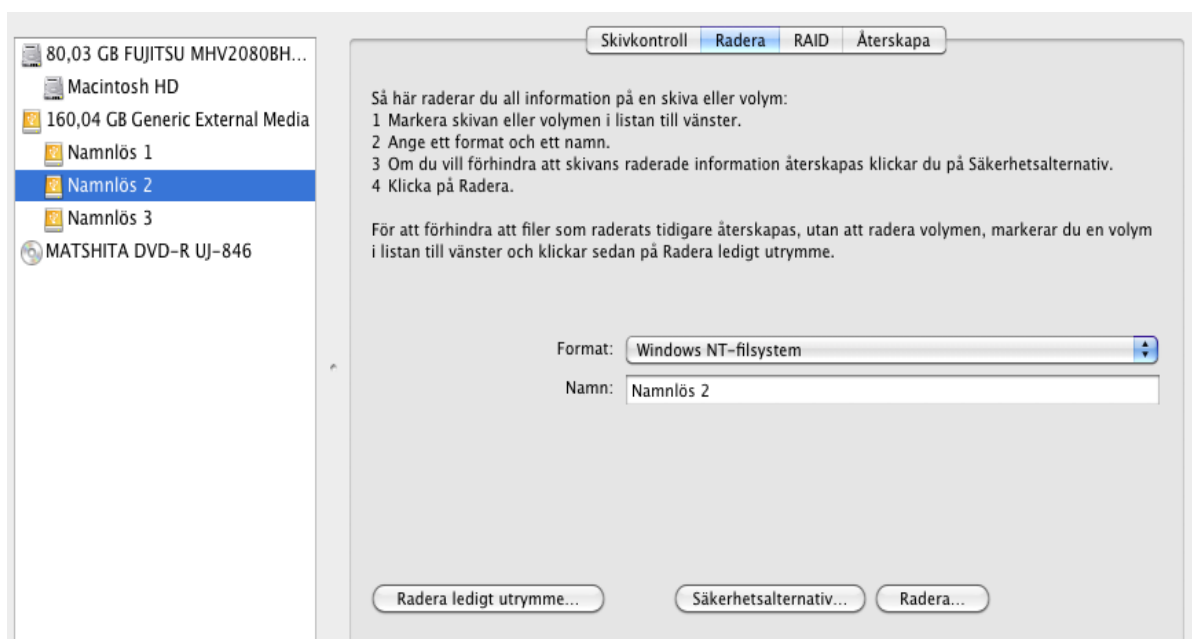 80,03 GB FUJITSU MHV2080BH...
Macintosh HD
160,04 GB Generic External Media
Namnlös 1
Namnlös 2
Namnlös 3
MATSHITA DVD-R UJ-846
Skivkontroll Radera RAID Återskapa
Så här raderar du all information på en skiva eller volym:
1 Markera skivan eller volymen i listan till vänster.
2 Ange ett format och ett namn.
3 Om du vill förhindra att skivans raderade information återskapas klickar du på Säkerhetsalternativ.
4 Klicka på Radera.
För att förhindra att filer som raderats tidigare återskapas, utan att radera volymen, markerar du en volym
i listan till vänster och klickar sedan på Radera ledigt utrymme.
Format: Windows NT-filsystem
Namn: Namnlös 2
Radera ledigt utrymme... Säkerhetsalternativ... Radera...